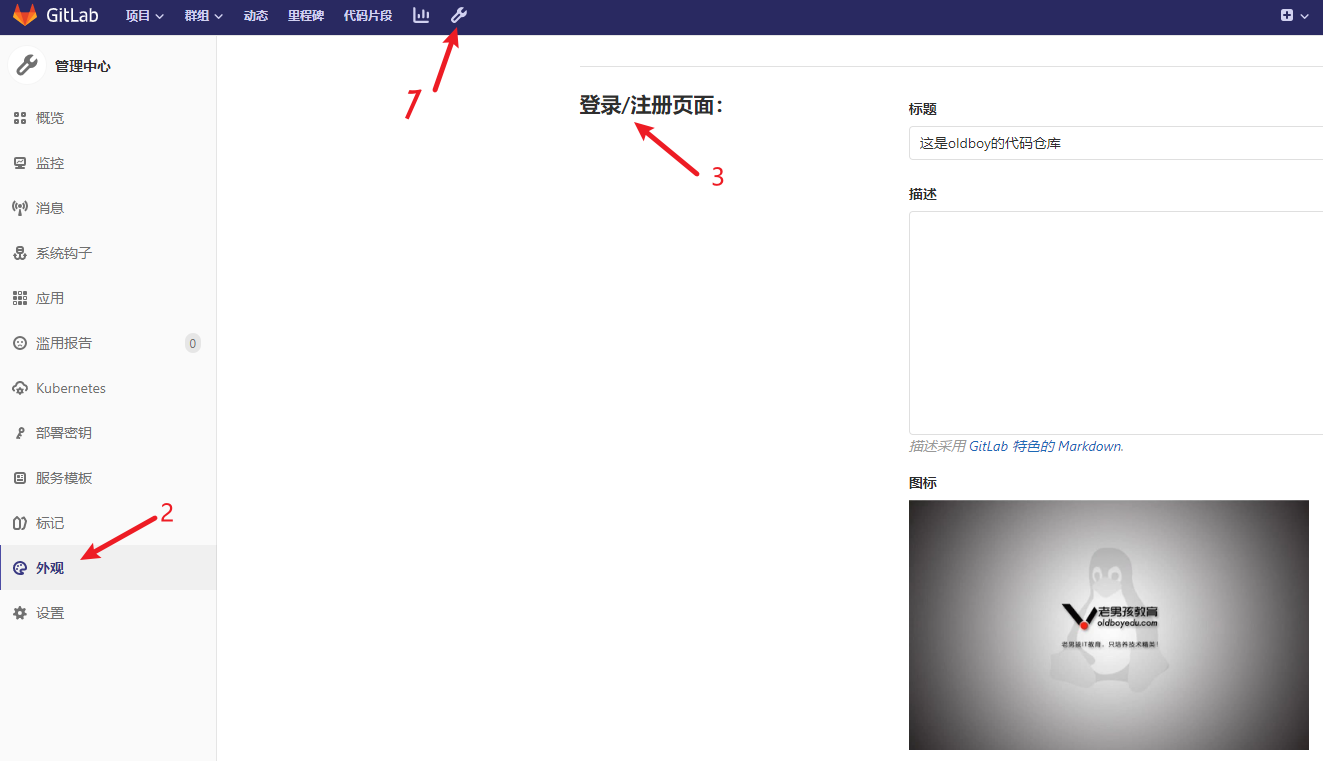 GitLab 项目 群组 动态 里程碑 代码片段
1
管理中心
概览
监控
消息
系统钩子
应用
滥用报告 0
Kubernetes
部署密钥
服务模板
标记
2
外观
设置
登录/注册页面：
3
标题
这是oldboy的代码仓库
描述
描述采用 GitLab 特色的 Markdown.
图标
老男孩教育
oldboyedu.com
老男孩IT教育，只培养技术精英！